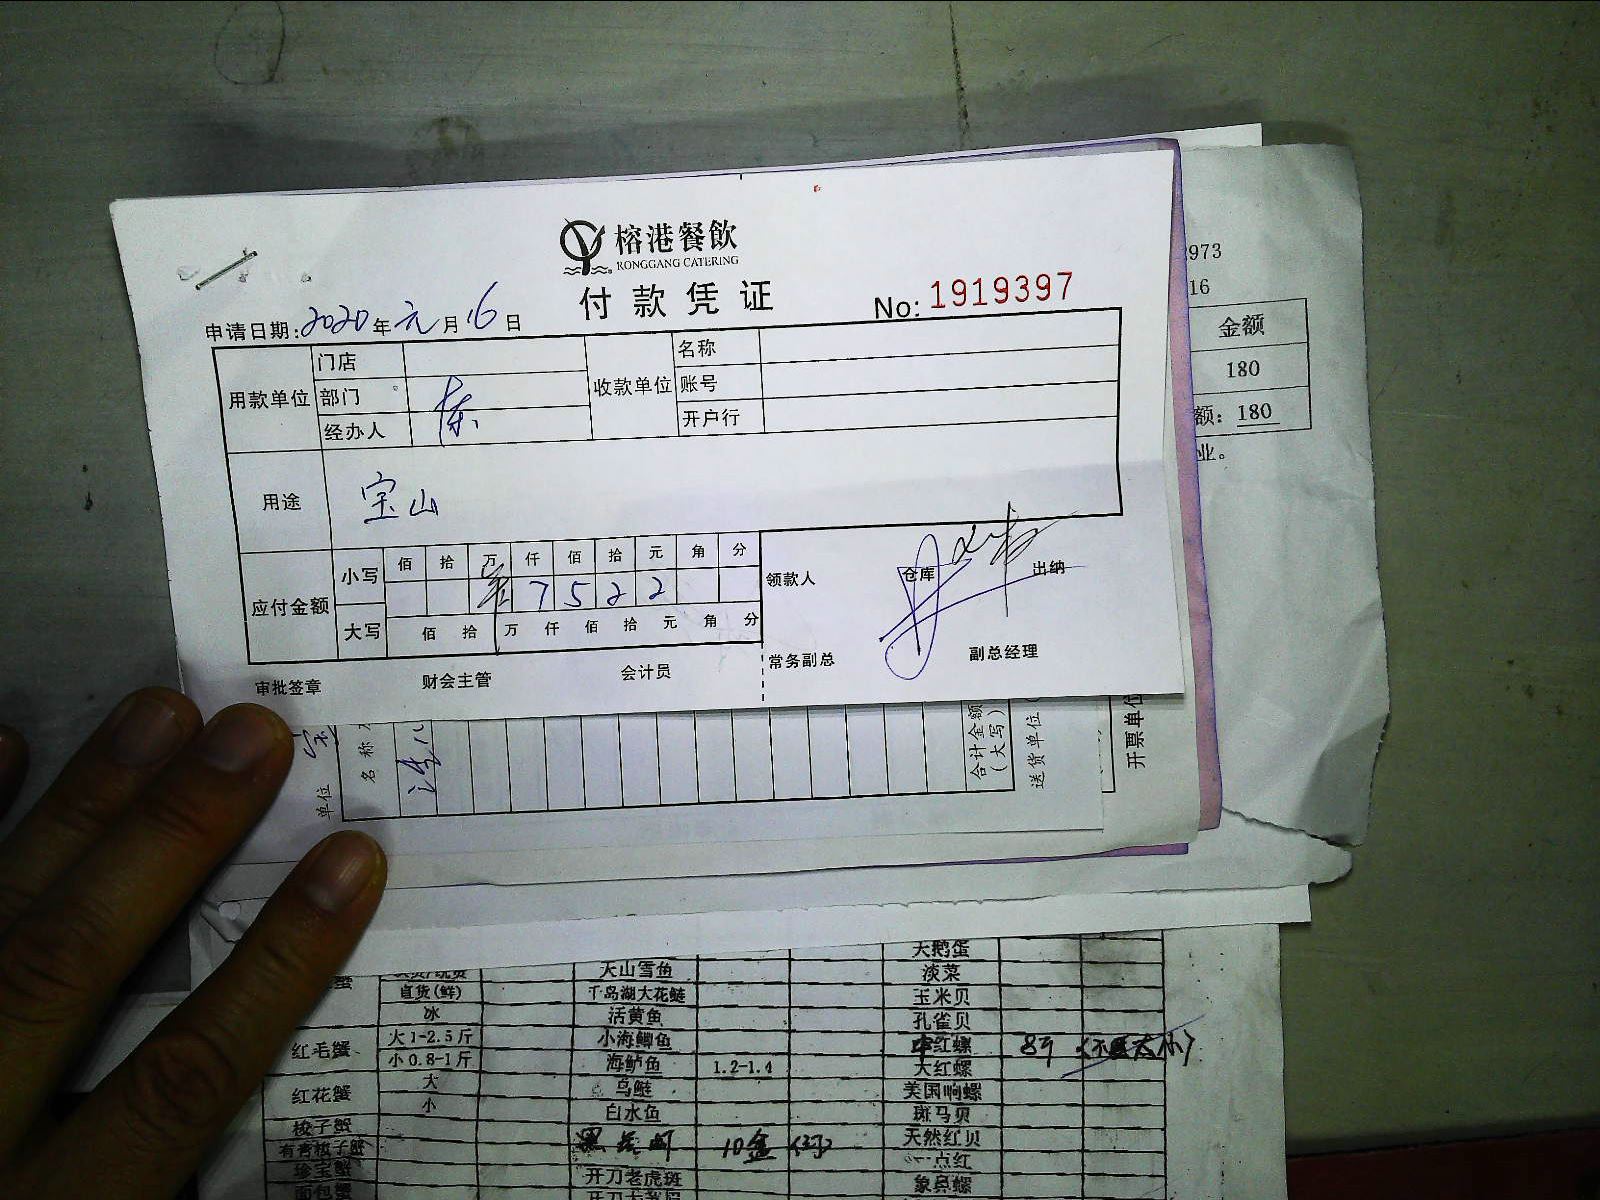 榕港餐飲
RONGGANG CATERING
付款凭证
No: 1919397
申请日期: 2020年元月16日
用款单位
门店
部门
经办人
陈
收款单位
名称
账号
开户行
用途
宝山
应付金额
小写
佰 拾 万 仟 佰 拾 元 角 分
7 5 2 2
大写
佰 拾 万 仟 佰 拾 元 角 分
领款人
仓库
出纳
审批签章
财会主管
会计员
常务副总
副总经理
973
16
金额
180
额: 180
业。
单位
名称
合计金额
(大写)
送货单位
开票单位
大鹅蛋
天山雪鱼
淡菜
自货(鲜)
千岛湖大花鲢
玉米贝
冰
活黄鱼
孔雀贝
红毛蟹
大1-2.5斤
小海鲫鱼
中红螺
8斤
小0.8-1斤
海鲈鱼
1.2-1.4
大红螺
红花蟹
大
乌鲢
美国响螺
小
白水鱼
斑马贝
梭子蟹
10盒
天然红贝
有膏梭子蟹
一点红
珍宝蟹
开刀老虎斑
象鼻螺
面包蟹